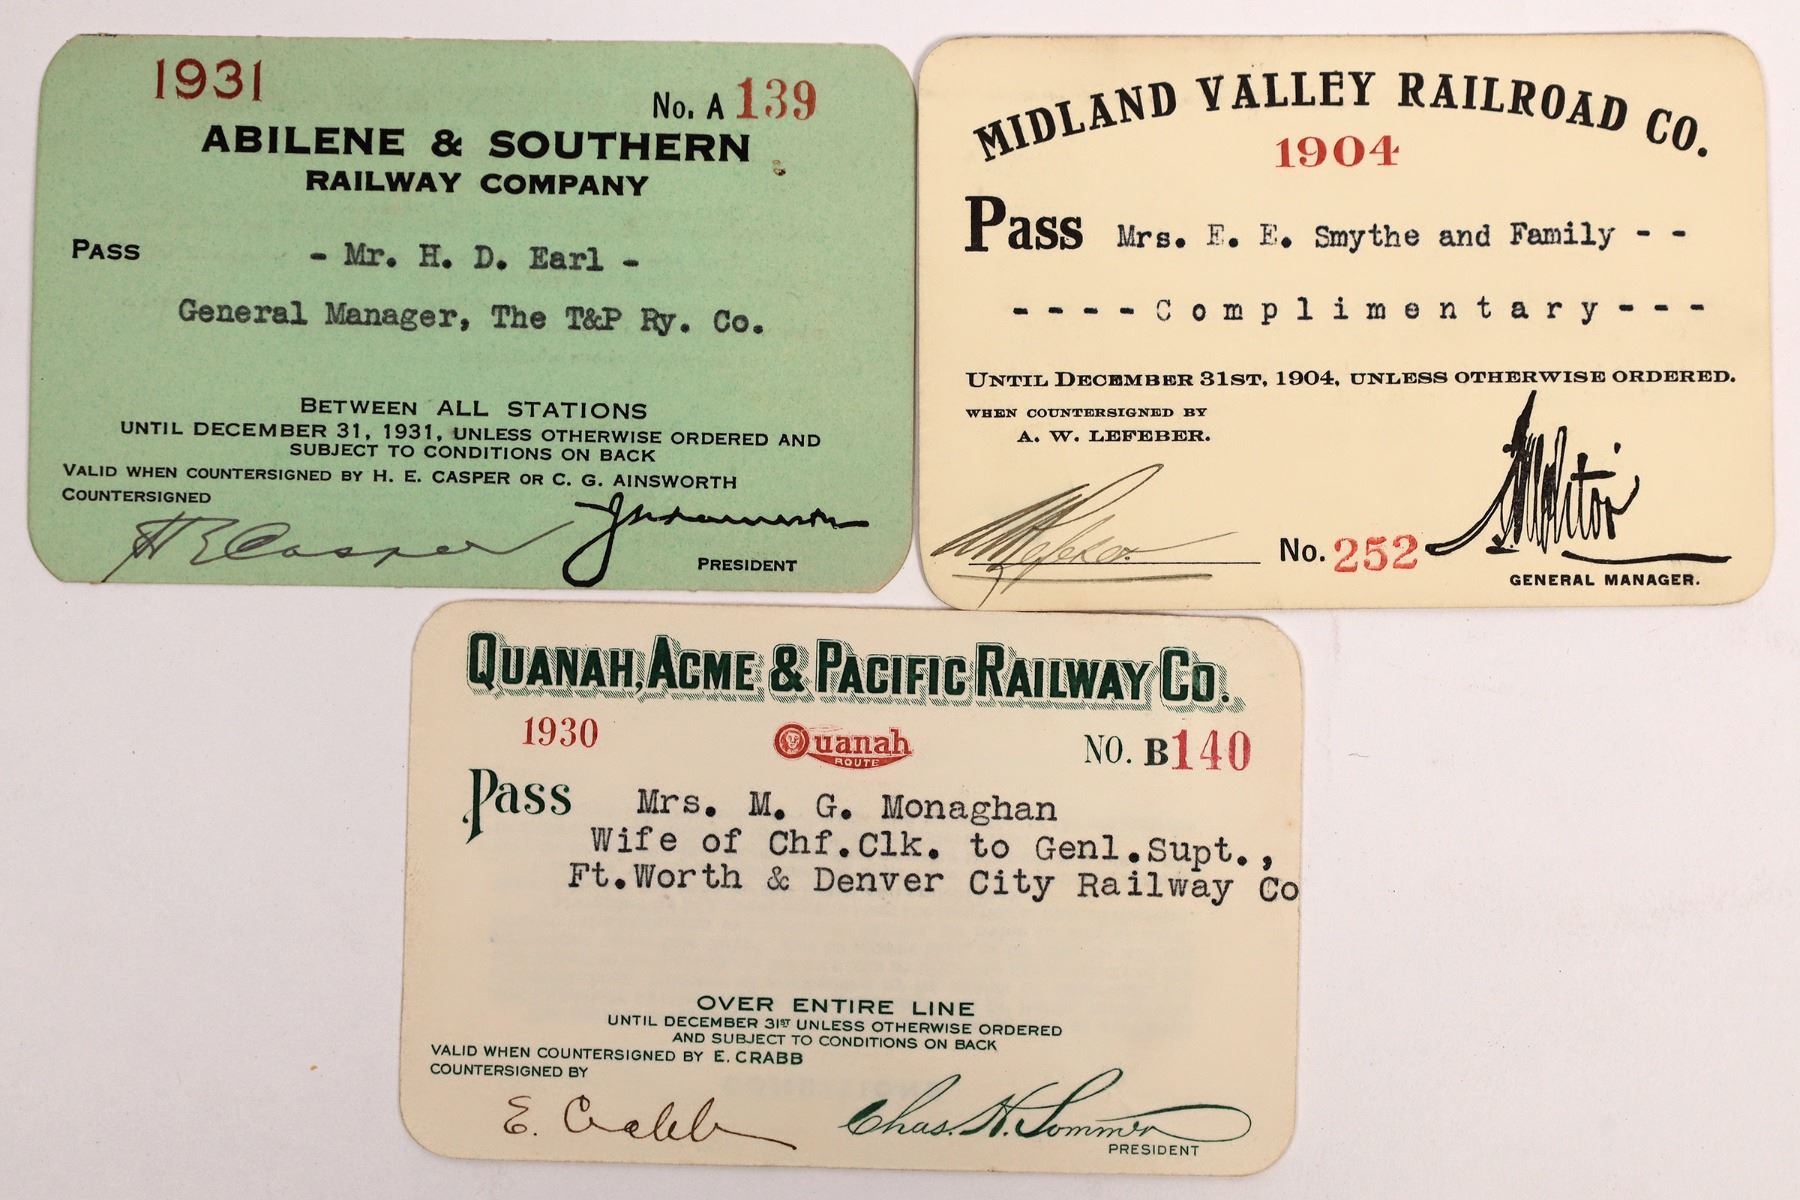 1931
No. A 139
ABILENE & SOUTHERN
RAILWAY COMPANY
PASS - Mr. H. D. Earl -
General Manager, The T&P Ry. Co.
BETWEEN ALL STATIONS
UNTIL DECEMBER 31, 1931, UNLESS OTHERWISE ORDERED AND
SUBJECT TO CONDITIONS ON BACK
VALID WHEN COUNTERSIGNED BY H. E. CASPER OR C. G. AINSWORTH
COUNTERSIGNED
H E Casper
PRESIDENT
MIDLAND VALLEY RAILROAD CO.
1904
Pass Mrs. E. E. Smythe and Family - -
- - - - Complimentary - - -
UNTIL DECEMBER 31ST, 1904, UNLESS OTHERWISE ORDERED.
WHEN COUNTERSIGNED BY
A. W. LEFEBER.
No. 252
GENERAL MANAGER.
QUANAH, ACME & PACIFIC RAILWAY CO.
1930 Quanah NO. B140
ROUTE
Pass Mrs. M. G. Monaghan
Wife of Chf.Clk. to Genl.Supt.,
Ft.Worth & Denver City Railway Co
OVER ENTIRE LINE
UNTIL DECEMBER 31ST UNLESS OTHERWISE ORDERED
AND SUBJECT TO CONDITIONS ON BACK
VALID WHEN COUNTERSIGNED BY E. CRABB
COUNTERSIGNED BY
E. Crabb
Chas. H. Sommer
PRESIDENT